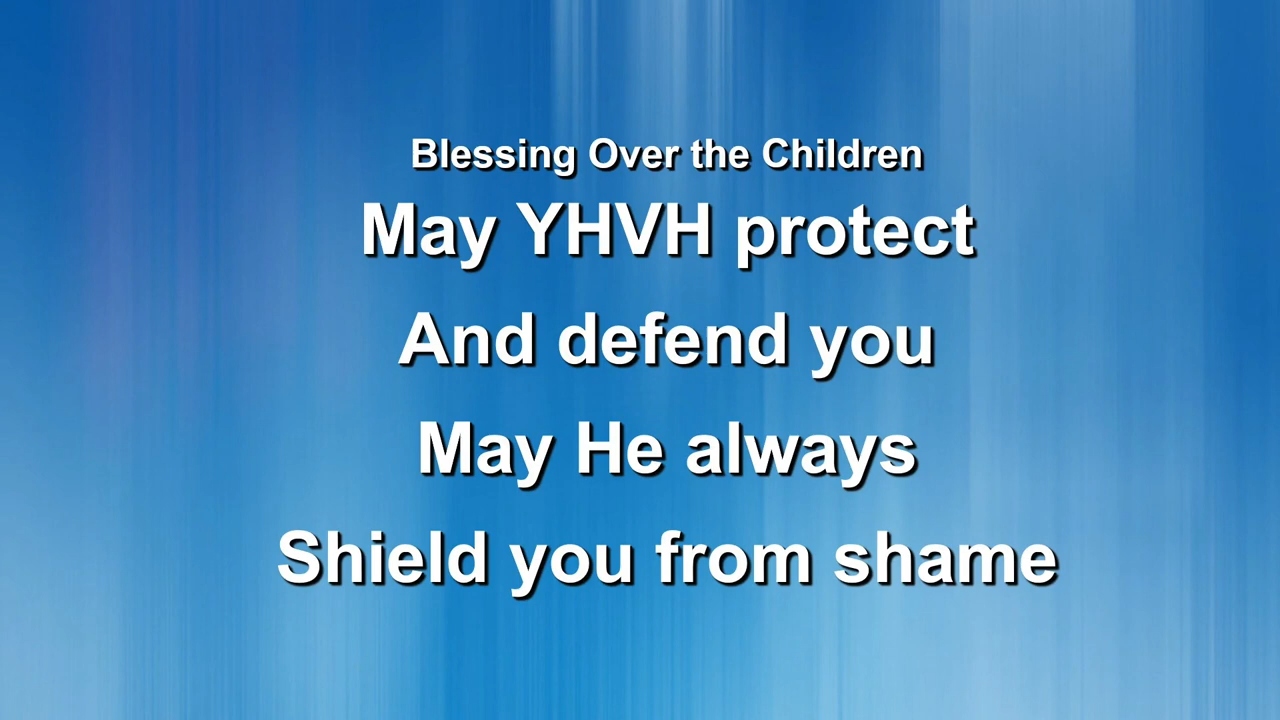 Blessing Over the Children
May YHVH protect
And defend you
May He always
Shield you from shame